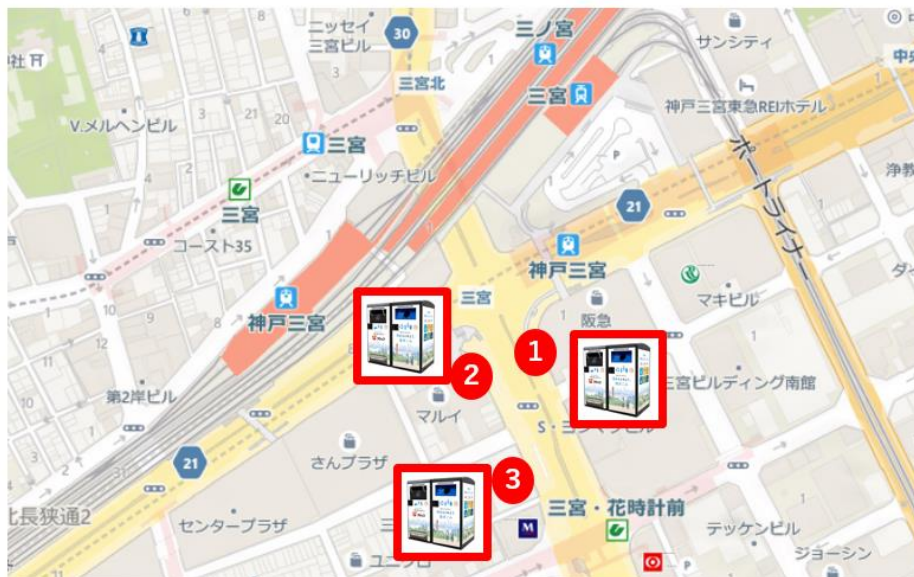 ニッセイ
三宮ビル
30
三ノ宮
サンシティ
社
中央
三宮北
三宮
神戸三宮東急REIホテル
V.メルヘンビル
三宮
ニューリッチビル
P
ポートライナー
浄教
三宮
21
コースト35
神戸三宮
マキビル
神戸三宮
三宮
阪急
1
2
第2岸ビル
三宮ビルディング南館
マルイ
さんプラザ
21
3
三宮・花時計前
北長狭通2
センタープラザ
M
テッケンビル
ユニクロ
P
ジョーシン